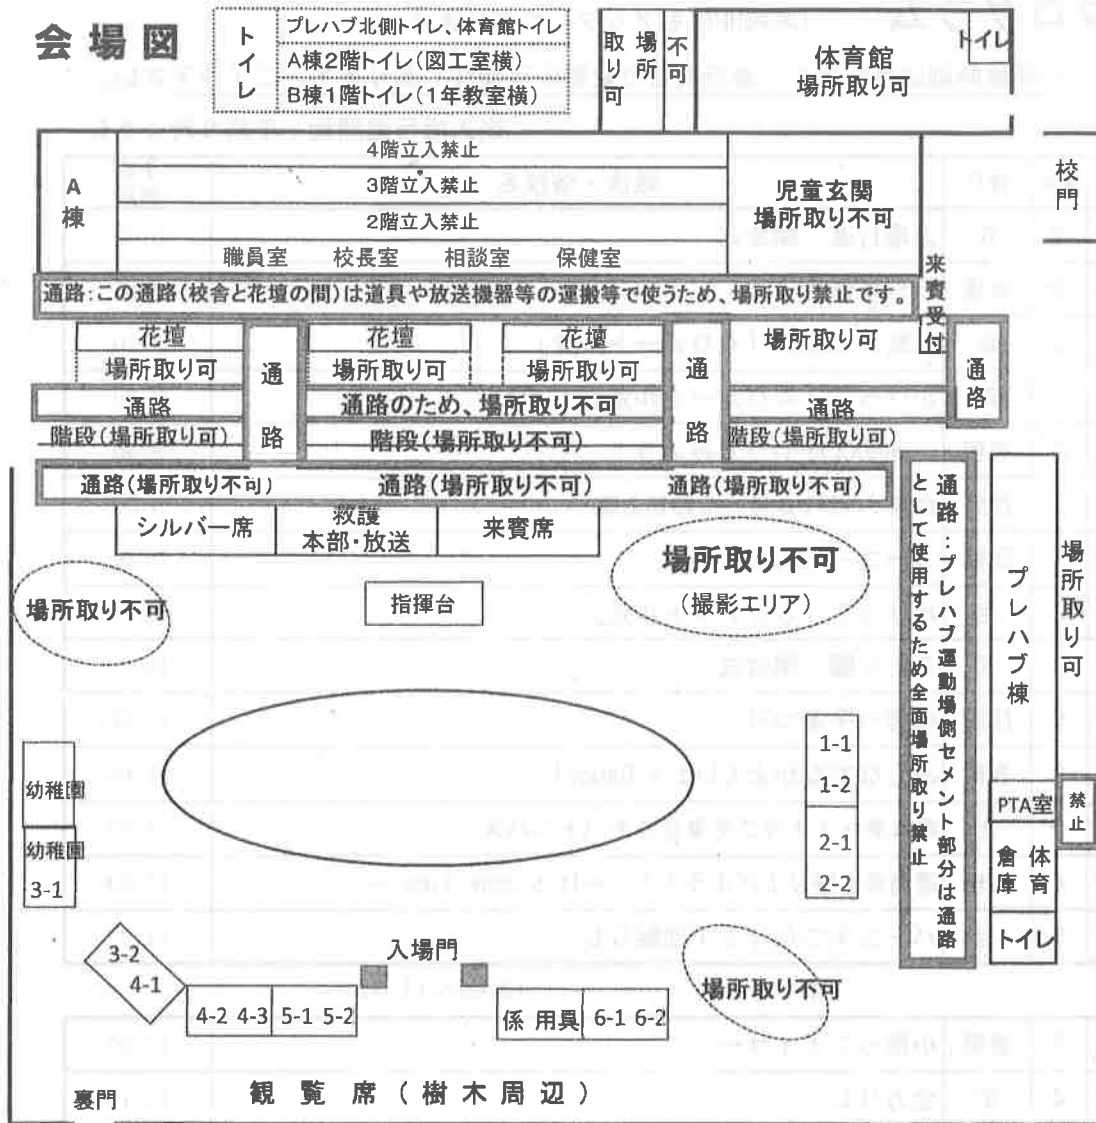 会場図
トイレ
プレハブ北側トイレ、体育館トイレ
A棟2階トイレ(図工室横)
B棟1階トイレ(1年教室横)
場所取り可
不可
体育館
場所取り可
トイレ
A棟
4階立入禁止
3階立入禁止
2階立入禁止
職員室 校長室 相談室 保健室
児童玄関
場所取り不可
校門
来賓受付
通路:この通路(校舎と花壇の間)は道具や放送機器等の運搬等で使うため、場所取り禁止です。
花壇
場所取り可
通路
花壇
場所取り可
花壇
場所取り可
通路
場所取り可
通路
通路
通路のため、場所取り不可
通路
階段(場所取り可)
階段(場所取り不可)
階段(場所取り可)
通路(場所取り不可) 通路(場所取り不可) 通路(場所取り不可)
シルバー席
救護
本部・放送
来賓席
場所取り不可
(撮影エリア)
場所取り不可
指揮台
通路:プレハブ運動場側セメント部分は通路
として使用するため全面場所取り禁止
プレハブ棟
場所取り可
幼稚園
幼稚園
3-1
1-1
1-2
2-1
2-2
PTA室
禁止
体育
倉庫
トイレ
3-2
4-1
入場門
4-2 4-3
5-1 5-2
係 用具
6-1 6-2
場所取り不可
裏門
観覧席(樹木周辺)